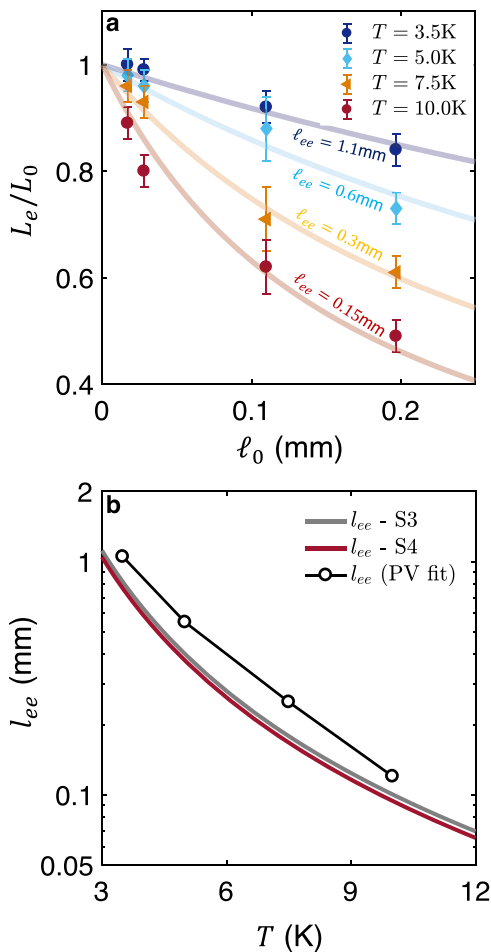 a
T = 3.5K
T = 5.0K
T = 7.5K
T = 10.0K
1
0.8
0.6
0.4
L_e/L_0
ℓ_ee = 1.1mm
ℓ_ee = 0.6mm
ℓ_ee = 0.3mm
ℓ_ee = 0.15mm
0 0.1 0.2
ℓ_0 (mm)
b
l_ee - S3
l_ee - S4
l_ee (PV fit)
2
1
0.1
0.05
l_ee (mm)
3 6 9 12
T (K)